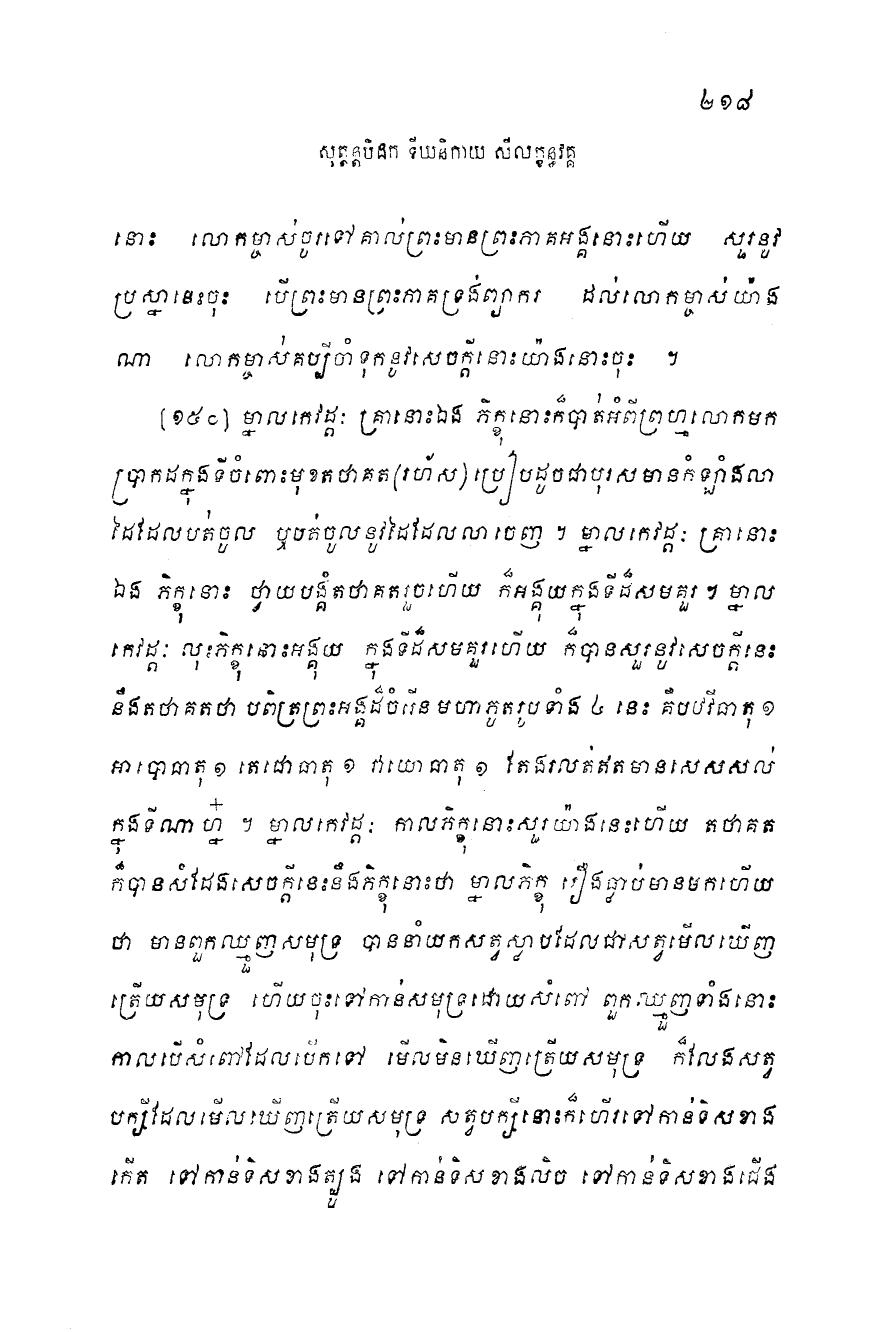 ២១៨
សុត្តន្តបិដក ទីឃនិកាយ សីលក្ខន្ធវគ្គ
នោះ លោកម្ចាស់ចូរទៅគាល់ព្រះមានព្រះភាគអង្គនោះហើយ សួរនូវ
ប្រស្នានេះចុះ បើព្រះមានព្រះភាគទ្រង់ព្យាករ ដល់លោកម្ចាស់យ៉ាង
ណា លោកម្ចាស់គប្បីចាំទុកនូវសេចក្តីនោះយ៉ាងនោះចុះ ។
(១៥០) ម្នាលកេវដ្តៈ គ្រានោះឯង ភិក្ខុនោះក៏បាត់អំពីព្រហ្មលោកមក
ប្រាកដក្នុងទីចំពោះមុខតថាគត(រហ័ស)ប្រៀបដូចជាបុរសមានកំឡាំងលា
ដៃដែលបត់ចូល ឬបត់ចូលនូវដៃដែលលាចេញ ។ ម្នាលកេវដ្តៈ គ្រានោះ
ឯង ភិក្ខុនោះ ថ្វាយបង្គំតថាគតរួចហើយ ក៏អង្គុយក្នុងទីដ៏សមគួរ ។ ម្នាល
កេវដ្តៈ លុះភិក្ខុនោះអង្គុយ ក្នុងទីដ៏សមគួរហើយ ក៏បានសួរនូវសេចក្តីនេះ
នឹងតថាគតថា បពិត្រព្រះអង្គដ៏ចំរើន មហាភូតរូបទាំង ៤ នេះ គឺបឋវីធាតុ ១
អាបោធាតុ ១ តេជោធាតុ ១ វាយោធាតុ ១ តែងរលត់ឥតមានសេសសល់
ក្នុងទីណាហ្ន៎ ។ ម្នាលកេវដ្តៈ កាលភិក្ខុនោះសួរយ៉ាងនេះហើយ តថាគត
ក៏បានសំដែងសេចក្តីនេះនឹងភិក្ខុនោះថា ម្នាលភិក្ខុ រឿងធ្លាប់មានមកហើយ
ថា មានពួកឈ្មួញសមុទ្រ បាននាំយកសត្វស្លាបដែលជាសត្វមើលឃើញ
ត្រើយសមុទ្រ ហើយចុះទៅកាន់សមុទ្រដោយសំពៅ ពួកឈ្មួញទាំងនោះ
កាលបើសំពៅដែលបើកទៅ មើលមិនឃើញត្រើយសមុទ្រ ក៏លែងសត្វ
បក្សីដែលមើលឃើញត្រើយសមុទ្រ សត្វបក្សីនោះក៏ហើរទៅកាន់ទិសខាង
កើត ទៅកាន់ទិសខាងត្បូង ទៅកាន់ទិសខាងលិច ទៅកាន់ទិសខាងជើង